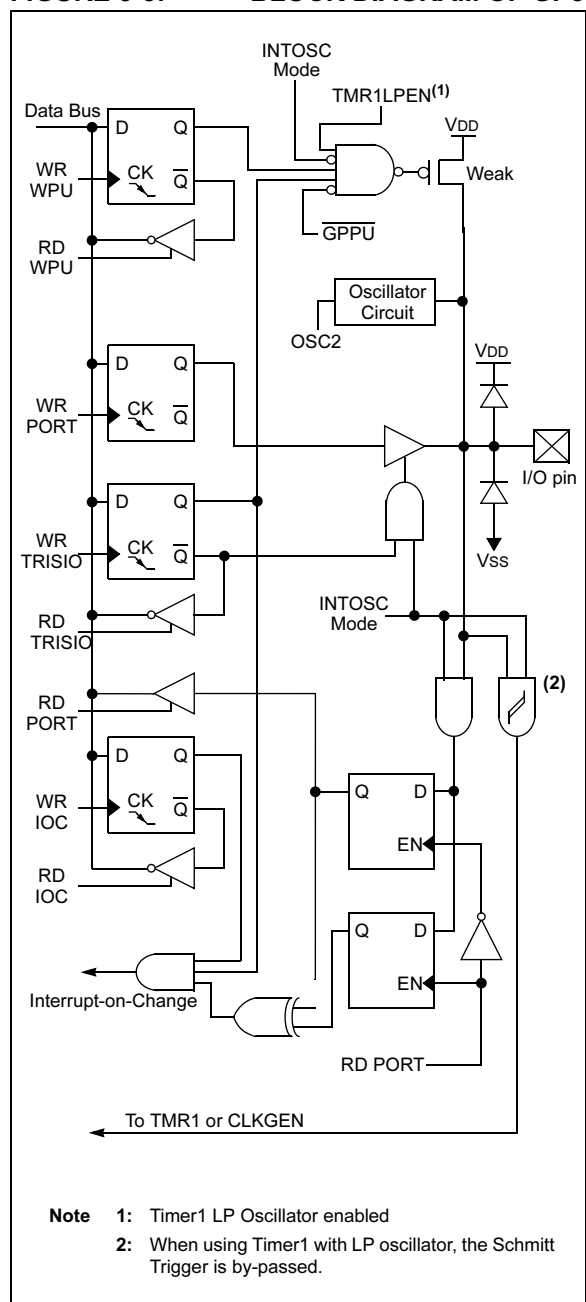 INTOSC
Mode
TMR1LPEN(1)
Data Bus
D Q
VDD
WR
WPU
CK Q
Weak
RD
WPU
GPPU
Oscillator
Circuit
OSC2
VDD
D Q
WR
PORT
CK Q
I/O pin
D Q
WR
TRISIO
CK Q
VSS
INTOSC
Mode
RD
TRISIO
(2)
RD
PORT
D Q
WR
IOC
CK Q
Q D
EN
RD
IOC
Q D
EN
Interrupt-on-Change
RD PORT
To TMR1 or CLKGEN
Note 1: Timer1 LP Oscillator enabled
2: When using Timer1 with LP oscillator, the Schmitt
Trigger is by-passed.